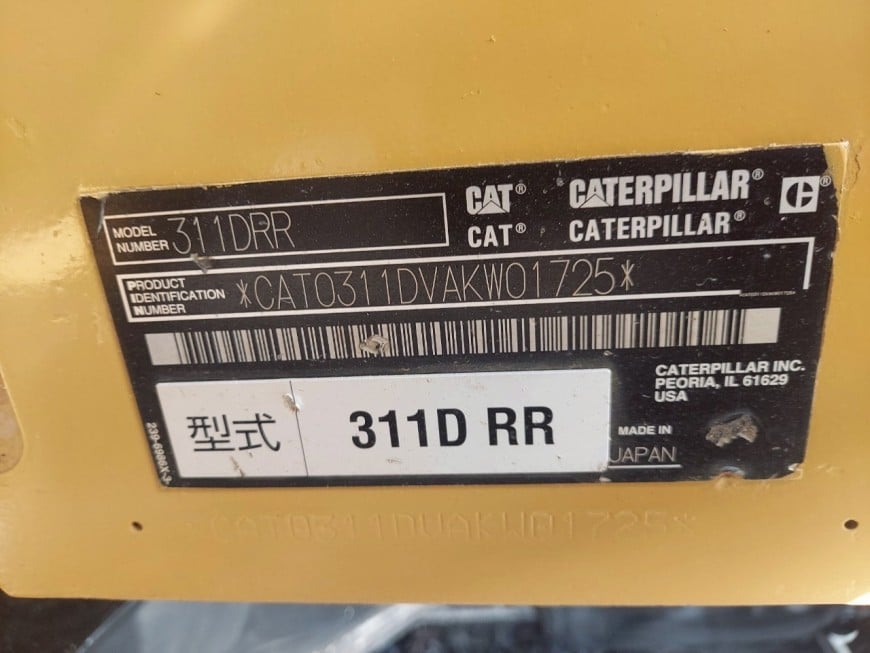 MODEL
NUMBER
311DRR
CAT® CATERPILLAR®
CAT® CATERPILLAR®
PRODUCT
IDENTIFICATION
NUMBER
*CAT0311DVAKW01725*
CATERPILLAR INC.
PEORIA, IL 61629
USA
型式 311D RR
MADE IN
JAPAN
*CAT0311DVAKW01725*